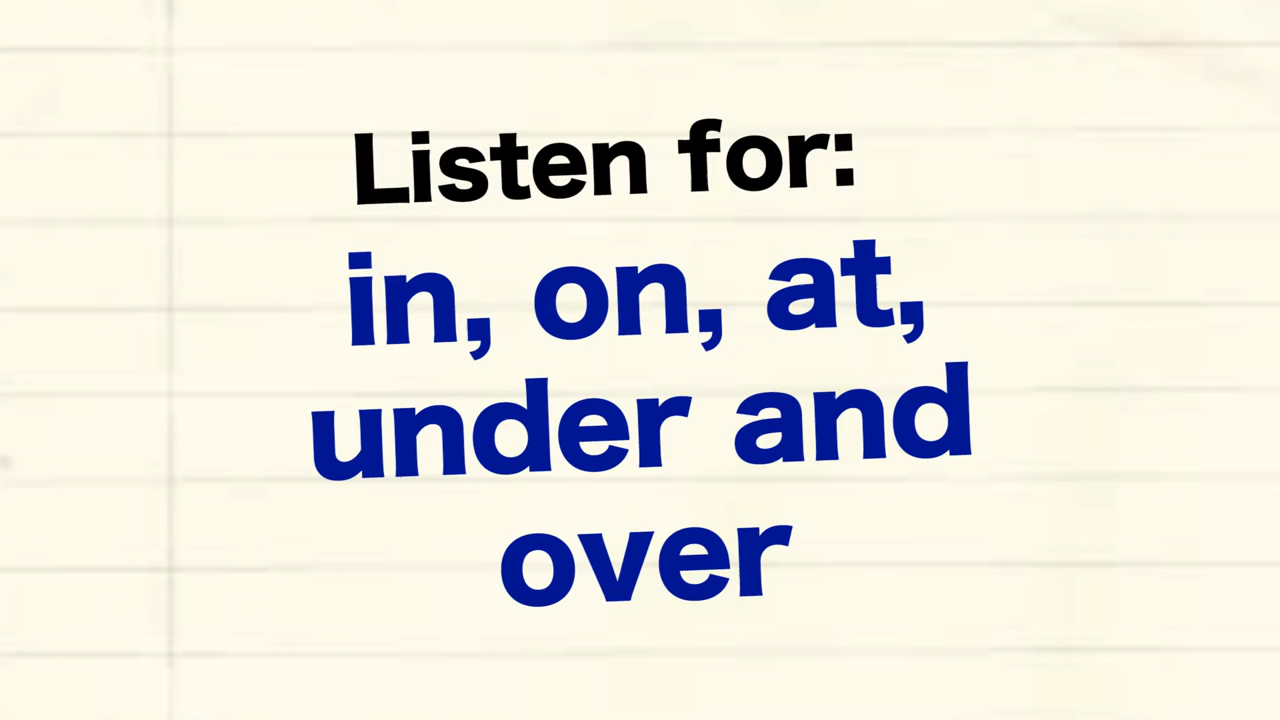 Listen for:
in, on, at,
under and
over